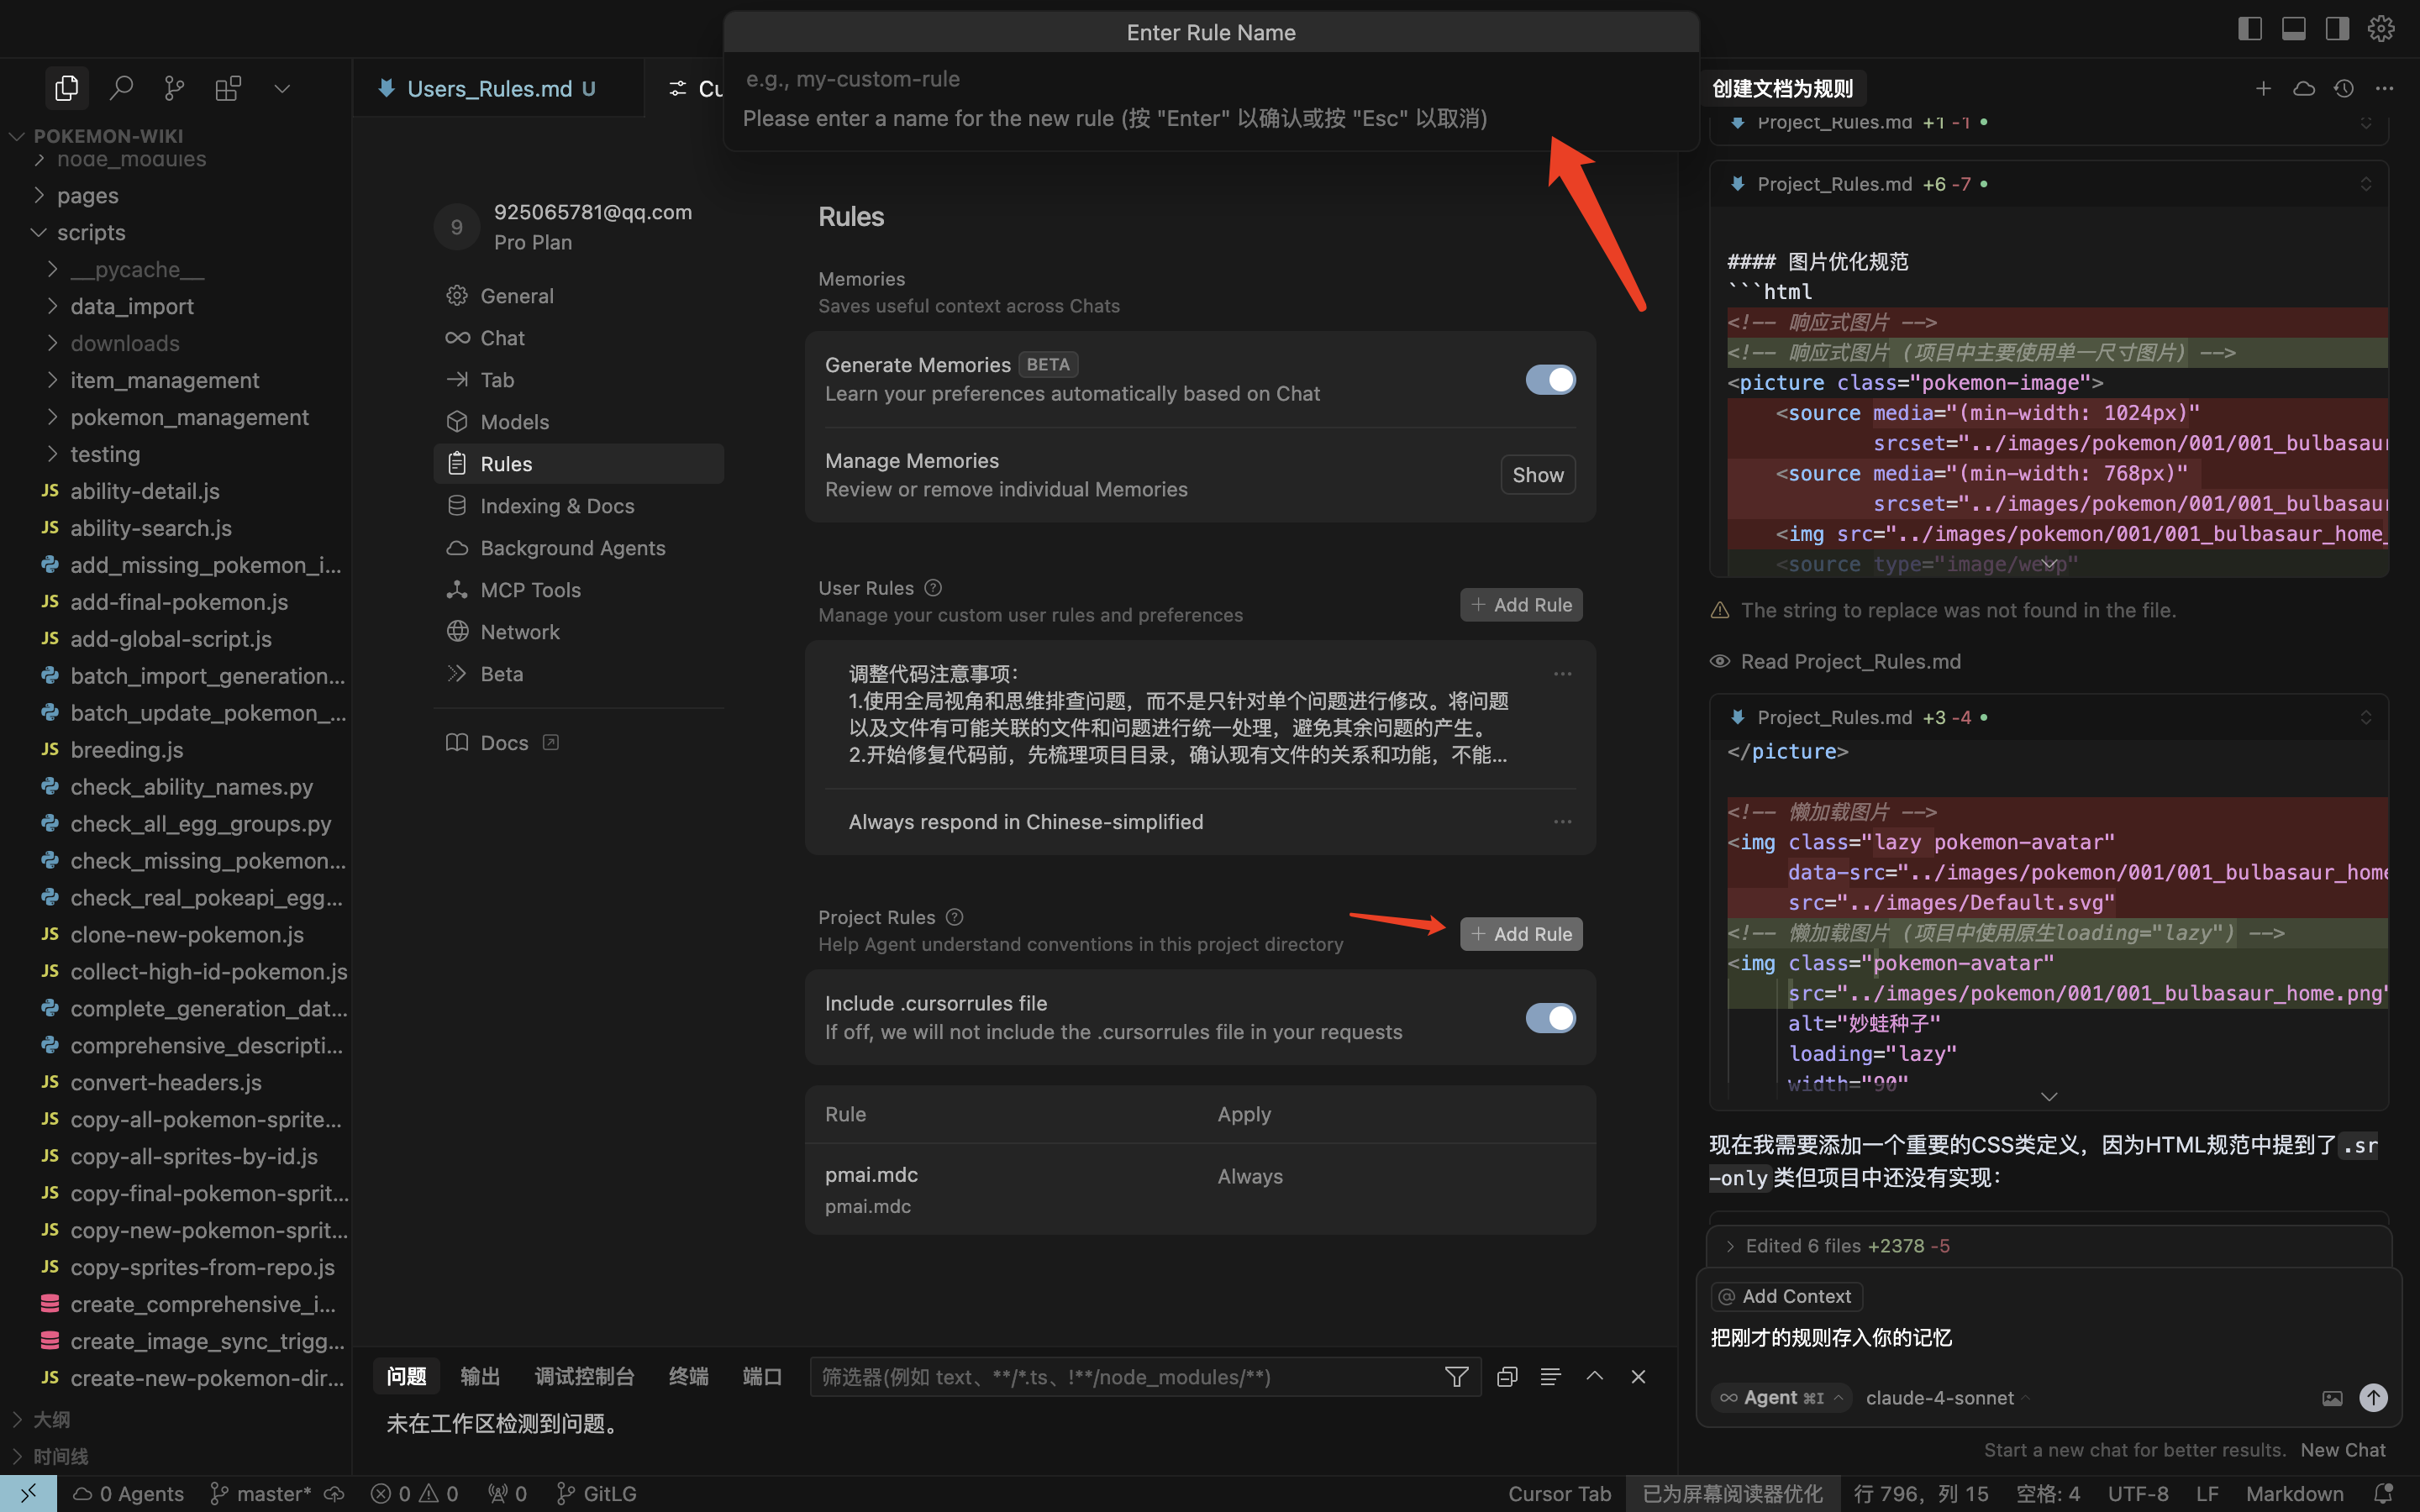 Enter Rule Name
e.g., my-custom-rule
Please enter a name for the new rule (按 "Enter" 以确认或按 "Esc" 以取消)
POKEMON-WIKI
node_modules
pages
scripts
__pycache__
data_import
downloads
item_management
pokemon_management
testing
JS ability-detail.js
JS ability-search.js
add_missing_pokemon_i...
JS add-final-pokemon.js
JS add-global-script.js
batch_import_generation...
batch_update_pokemon_...
JS breeding.js
check_ability_names.py
check_all_egg_groups.py
check_missing_pokemon...
check_real_pokeapi_egg...
JS clone-new-pokemon.js
JS collect-high-id-pokemon.js
complete_generation_dat...
comprehensive_descripti...
JS convert-headers.js
JS copy-all-pokemon-sprite...
JS copy-all-sprites-by-id.js
JS copy-final-pokemon-sprit...
JS copy-new-pokemon-sprit...
JS copy-sprites-from-repo.js
create_comprehensive_i...
create_image_sync_trigg...
JS create-new-pokemon-dir...
大纲
时间线
Users_Rules.md U
Cu
9
925065781@qq.com
Pro Plan
General
Chat
Tab
Models
Rules
Indexing & Docs
Background Agents
MCP Tools
Network
Beta
Docs
Rules
Memories
Saves useful context across Chats
Generate Memories BETA
Learn your preferences automatically based on Chat
Manage Memories
Review or remove individual Memories
Show
User Rules
Manage your custom user rules and preferences
+ Add Rule
调整代码注意事项：
1.使用全局视角和思维排查问题，而不是只针对单个问题进行修改。将问题
以及文件有可能关联的文件和问题进行统一处理，避免其余问题的产生。
2.开始修复代码前，先梳理项目目录，确认现有文件的关系和功能，不能...
Always respond in Chinese-simplified
Project Rules
Help Agent understand conventions in this project directory
+ Add Rule
Include .cursorrules file
If off, we will not include the .cursorrules file in your requests
Rule Apply
pmai.mdc Always
pmai.mdc
问题 输出 调试控制台 终端 端口
筛选器(例如 text、**/*.ts、!**/node_modules/**)
未在工作区检测到问题。
创建文档为规则
Project_Rules.md +1 -1
Project_Rules.md +6 -7
#### 图片优化规范
```html
<!-- 响应式图片 -->
<!-- 响应式图片 (项目中主要使用单一尺寸图片) -->
<picture class="pokemon-image">
<source media="(min-width: 1024px)"
srcset="../images/pokemon/001/001_bulbasaur
<source media="(min-width: 768px)"
srcset="../images/pokemon/001/001_bulbasaur
<img src="../images/pokemon/001/001_bulbasaur_home_
<source type="image/webp"
The string to replace was not found in the file.
Read Project_Rules.md
Project_Rules.md +3 -4
</picture>
<!-- 懒加载图片 -->
<img class="lazy pokemon-avatar"
data-src="../images/pokemon/001/001_bulbasaur_home
src="../images/Default.svg"
<!-- 懒加载图片 (项目中使用原生loading="lazy") -->
<img class="pokemon-avatar"
src="../images/pokemon/001/001_bulbasaur_home.png"
alt="妙蛙种子"
loading="lazy"
width="90"
现在我需要添加一个重要的CSS类定义，因为HTML规范中提到了 .sr
-only 类但项目中还没有实现：
Edited 6 files +2378 -5
@ Add Context
把刚才的规则存入你的记忆
Agent ⌘I claude-4-sonnet
Start a new chat for better results. New Chat
0 Agents master* 0 0 0 GitLG
Cursor Tab 已为屏幕阅读器优化 行 796，列 15 空格: 4 UTF-8 LF Markdown